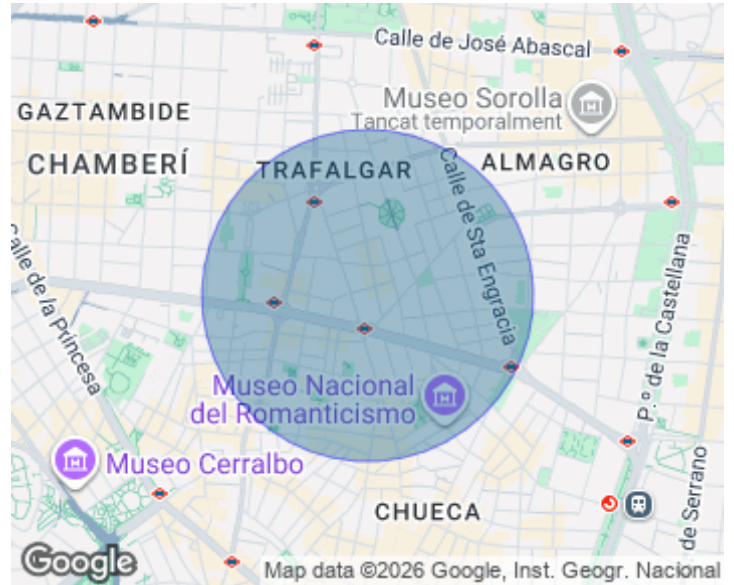 Calle de José Abascal
GAZTAMBIDE
Museo Sorolla
Tancat temporalment
CHAMBERÍ
TRAFALGAR
ALMAGRO
Calle de Sta Engracia
Calle de la Princesa
P.º de la Castellana
Museo Nacional
del Romanticismo
Museo Cerralbo
de Serrano
CHUECA
Google
Map data ©2026 Google, Inst. Geogr. Nacional